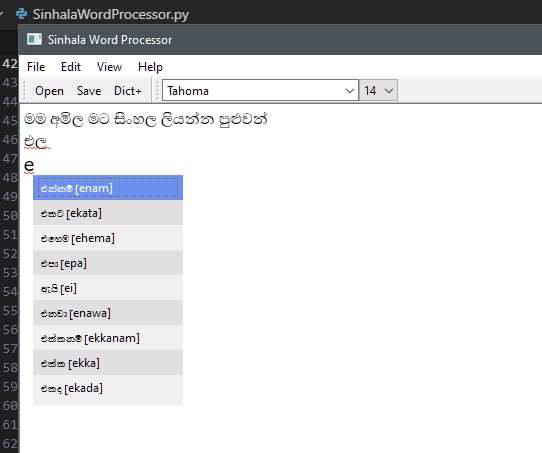 SinhalaWordProcessor.py
Sinhala Word Processor
File Edit View Help
Open Save Dict+ Tahoma 14
මම අමිල මට සිංහල ලියන්න පුළුවන්
එල
e
එන්නම් [enam]
එකට [ekata]
එහෙම [ehema]
එපා [epa]
ඇයි [ei]
එනවා [enawa]
එක්කනම් [ekkanam]
එක්ක [ekka]
එකද [ekada]
42
43
44
45
46
47
48
49
50
51
52
53
54
55
56
57
58
59
60
61
62